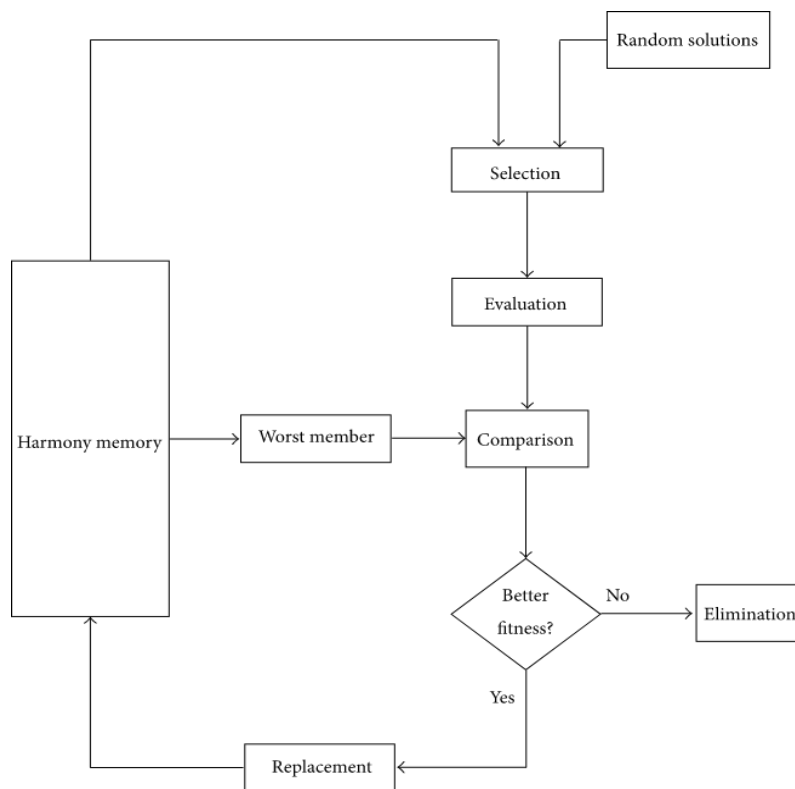 Random solutions
Selection
Evaluation
Harmony memory
Worst member
Comparison
Better
fitness?
No
Elimination
Yes
Replacement